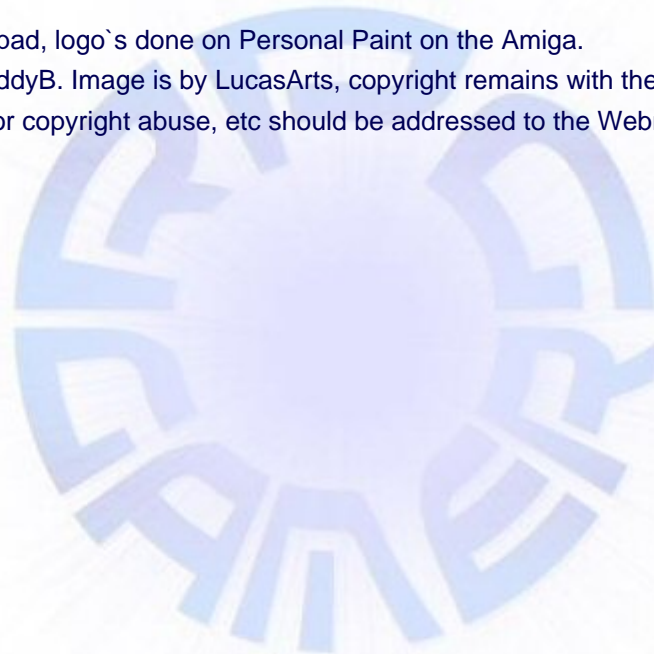 oad, logo`s done on Personal Paint on the Amiga.
ddyB. Image is by LucasArts, copyright remains with the
or copyright abuse, etc should be addressed to the Web